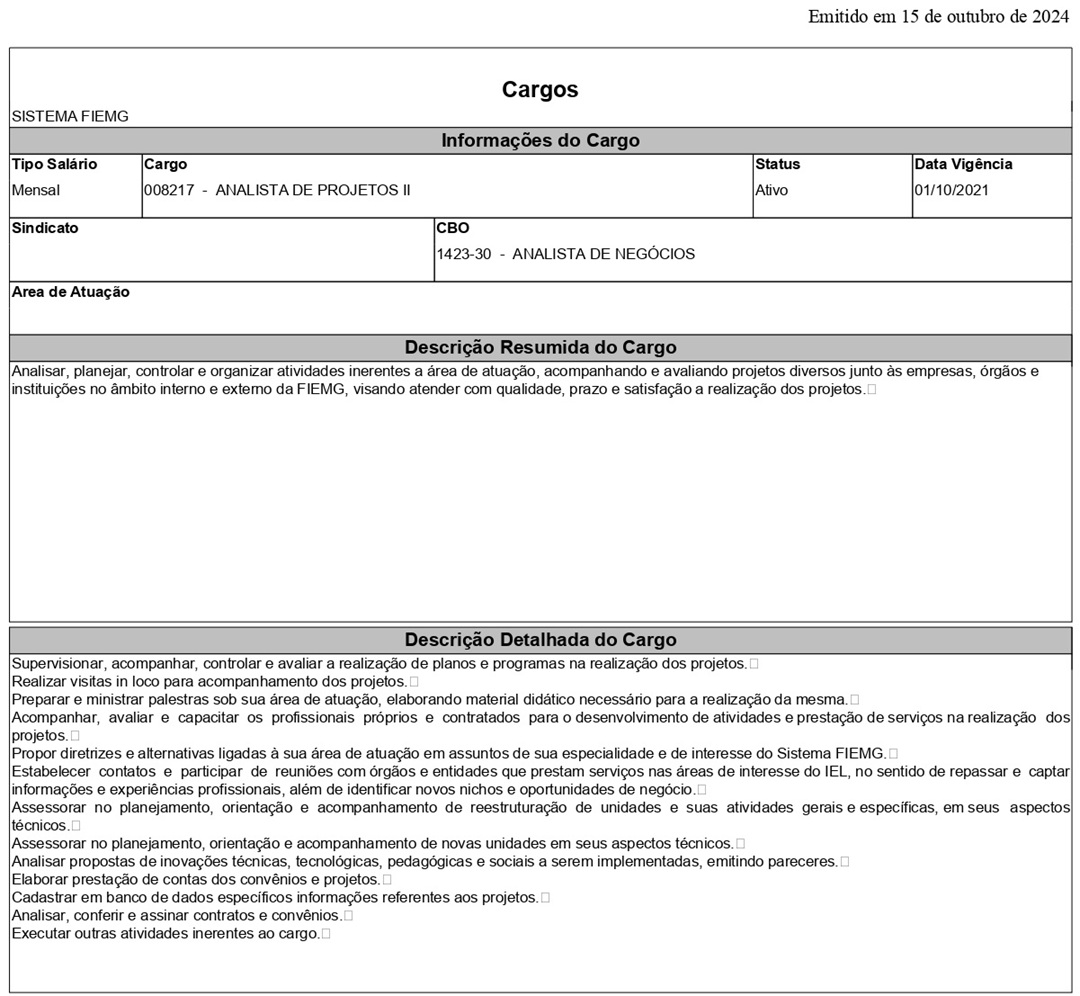 Emitido em 15 de outubro de 2024
Cargos
SISTEMA FIEMG
Informações do Cargo
Tipo Salário Cargo Status Data Vigência
Mensal 008217 - ANALISTA DE PROJETOS II Ativo 01/10/2021
Sindicato CBO
1423-30 - ANALISTA DE NEGÓCIOS
Area de Atuação
Descrição Resumida do Cargo
Analisar, planejar, controlar e organizar atividades inerentes a área de atuação, acompanhando e avaliando projetos diversos junto às empresas, órgãos e
instituições no âmbito interno e externo da FIEMG, visando atender com qualidade, prazo e satisfação a realização dos projetos.
Descrição Detalhada do Cargo
Supervisionar, acompanhar, controlar e avaliar a realização de planos e programas na realização dos projetos.
Realizar visitas in loco para acompanhamento dos projetos.
Preparar e ministrar palestras sob sua área de atuação, elaborando material didático necessário para a realização da mesma.
Acompanhar, avaliar e capacitar os profissionais próprios e contratados para o desenvolvimento de atividades e prestação de serviços na realização dos
projetos.
Propor diretrizes e alternativas ligadas à sua área de atuação em assuntos de sua especialidade e de interesse do Sistema FIEMG.
Estabelecer contatos e participar de reuniões com órgãos e entidades que prestam serviços nas áreas de interesse do IEL, no sentido de repassar e captar
informações e experiências profissionais, além de identificar novos nichos e oportunidades de negócio.
Assessorar no planejamento, orientação e acompanhamento de reestruturação de unidades e suas atividades gerais e específicas, em seus aspectos
técnicos.
Assessorar no planejamento, orientação e acompanhamento de novas unidades em seus aspectos técnicos.
Analisar propostas de inovações técnicas, tecnológicas, pedagógicas e sociais a serem implementadas, emitindo pareceres.
Elaborar prestação de contas dos convênios e projetos.
Cadastrar em banco de dados específicos informações referentes aos projetos.
Analisar, conferir e assinar contratos e convênios.
Executar outras atividades inerentes ao cargo.